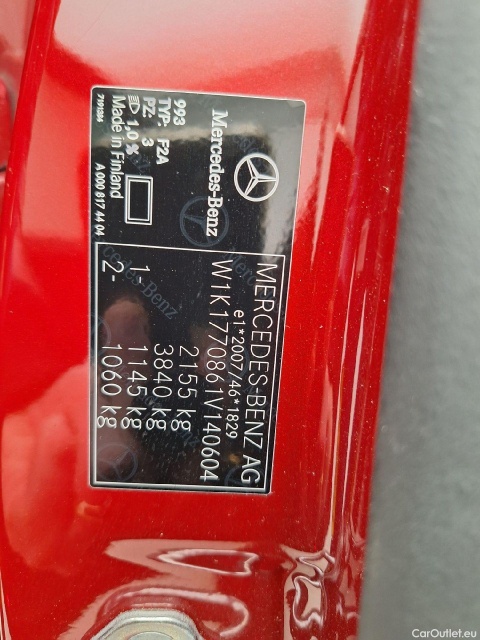 Mercedes-Benz
MERCEDES-BENZ AG
e1*2007/46*1829
W1K1770861V140604
2155 kg
3840 kg
1- 1145 kg
2- 1060 kg
993
TYP: F2A
PZ: 3
1,0 %
Made in Finland
A 000 817 44 04
CarOutlet.eu